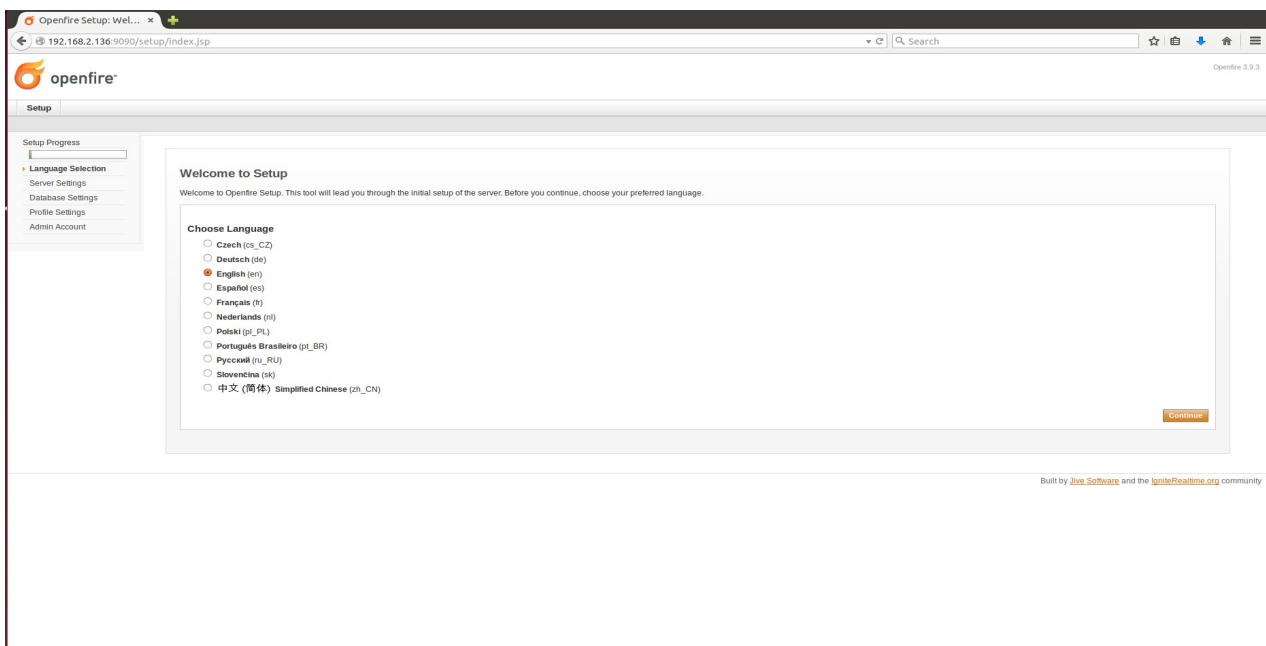 Openfire Setup: Wel... ×
192.168.2.136:9090/setup/index.jsp
Search
openfire™
Openfire 3.9.3
Setup
Setup Progress
Language Selection
Server Settings
Database Settings
Profile Settings
Admin Account
Welcome to Setup
Welcome to Openfire Setup. This tool will lead you through the initial setup of the server. Before you continue, choose your preferred language.
Choose Language
Czech (cs_CZ)
Deutsch (de)
English (en)
Español (es)
Français (fr)
Nederlands (nl)
Polski (pl_PL)
Português Brasileiro (pt_BR)
Русский (ru_RU)
Slovenčina (sk)
中文 (简体) Simplified Chinese (zh_CN)
Continue
Built by Jive Software and the IgniteRealtime.org community